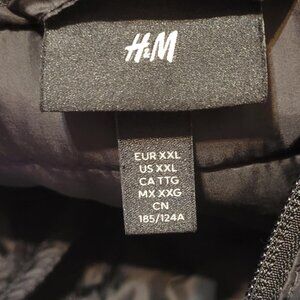 H&M
EUR XXL
US XXL
CA TTG
MX XXG
CN
185/124A